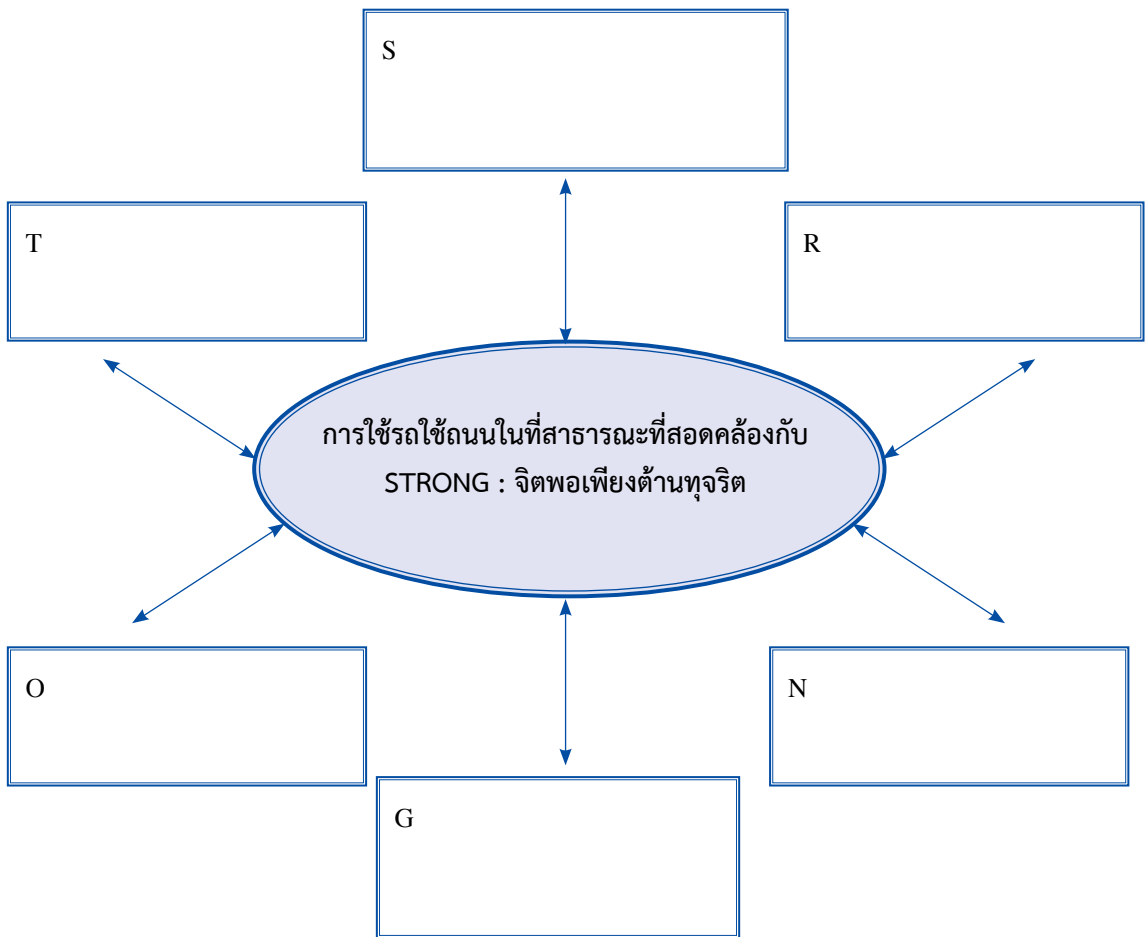 S
T
R
การใช้รถใช้ถนนในที่สาธารณะที่สอดคล้องกับ
STRONG : จิตพอเพียงต้านทุจริต
O
N
G